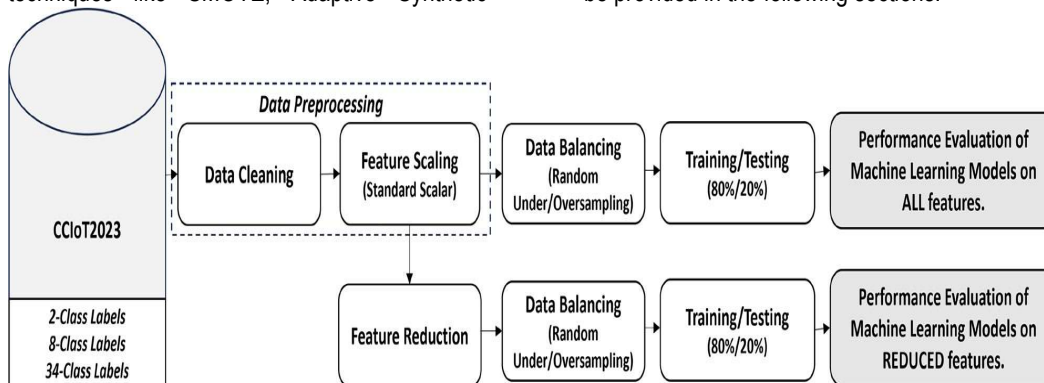 techniques like SMOTE, Adaptive Synthetic
be provided in the following sections.
Data Preprocessing
Data Cleaning
Feature Scaling
(Standard Scalar)
Data Balancing
(Random
Under/Oversampling)
Training/Testing
(80%/20%)
Performance Evaluation of
Machine Learning Models on
ALL features.
CCIoT2023
2-Class Labels
8-Class Labels
34-Class Labels
Feature Reduction
Data Balancing
(Random
Under/Oversampling)
Training/Testing
(80%/20%)
Performance Evaluation of
Machine Learning Models on
REDUCED features.